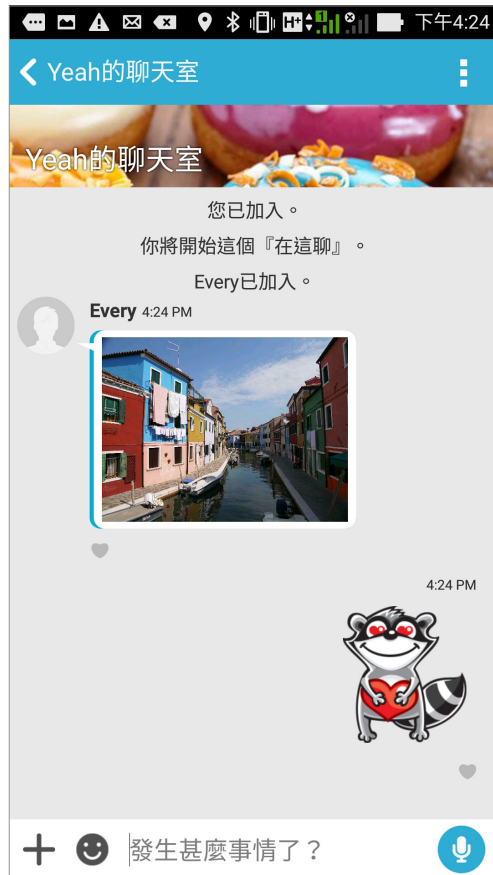 下午4:24
Yeah的聊天室
Yeah的聊天室
您已加入。
你將開始這個『在這聊』。
Every已加入。
Every 4:24 PM
4:24 PM
發生甚麼事情了？